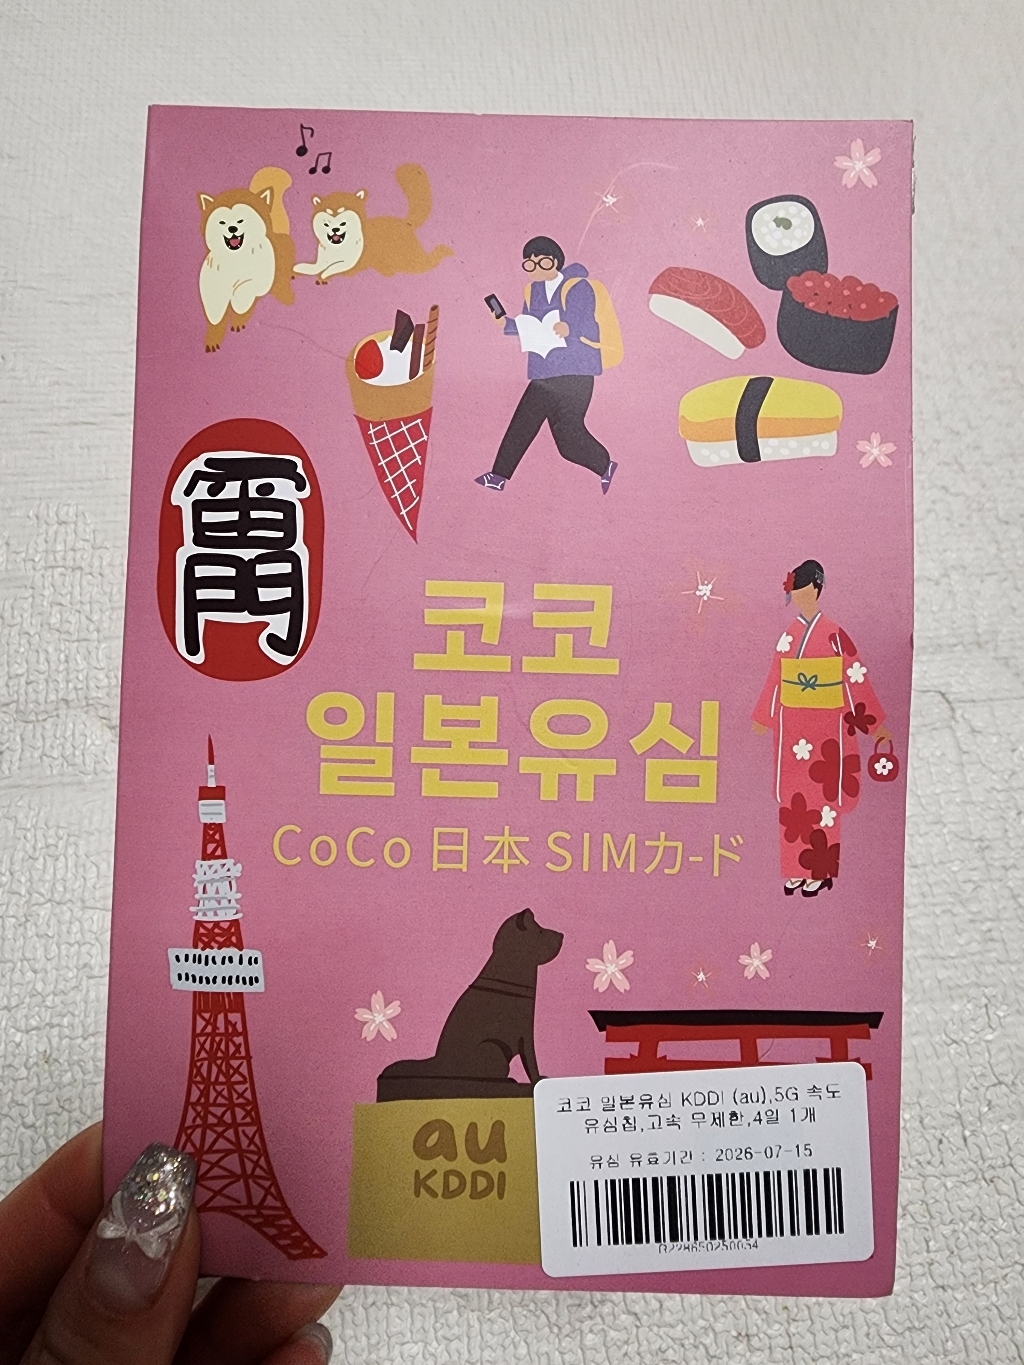 雷門
코코
일본유심
CoCo 日本 SIMカード
au
KDDI
코코 일본유심 KDDI (au),5G 속도
유심칩,고속 무제한,4일 1개
유심 유효기간 : 2026-07-15